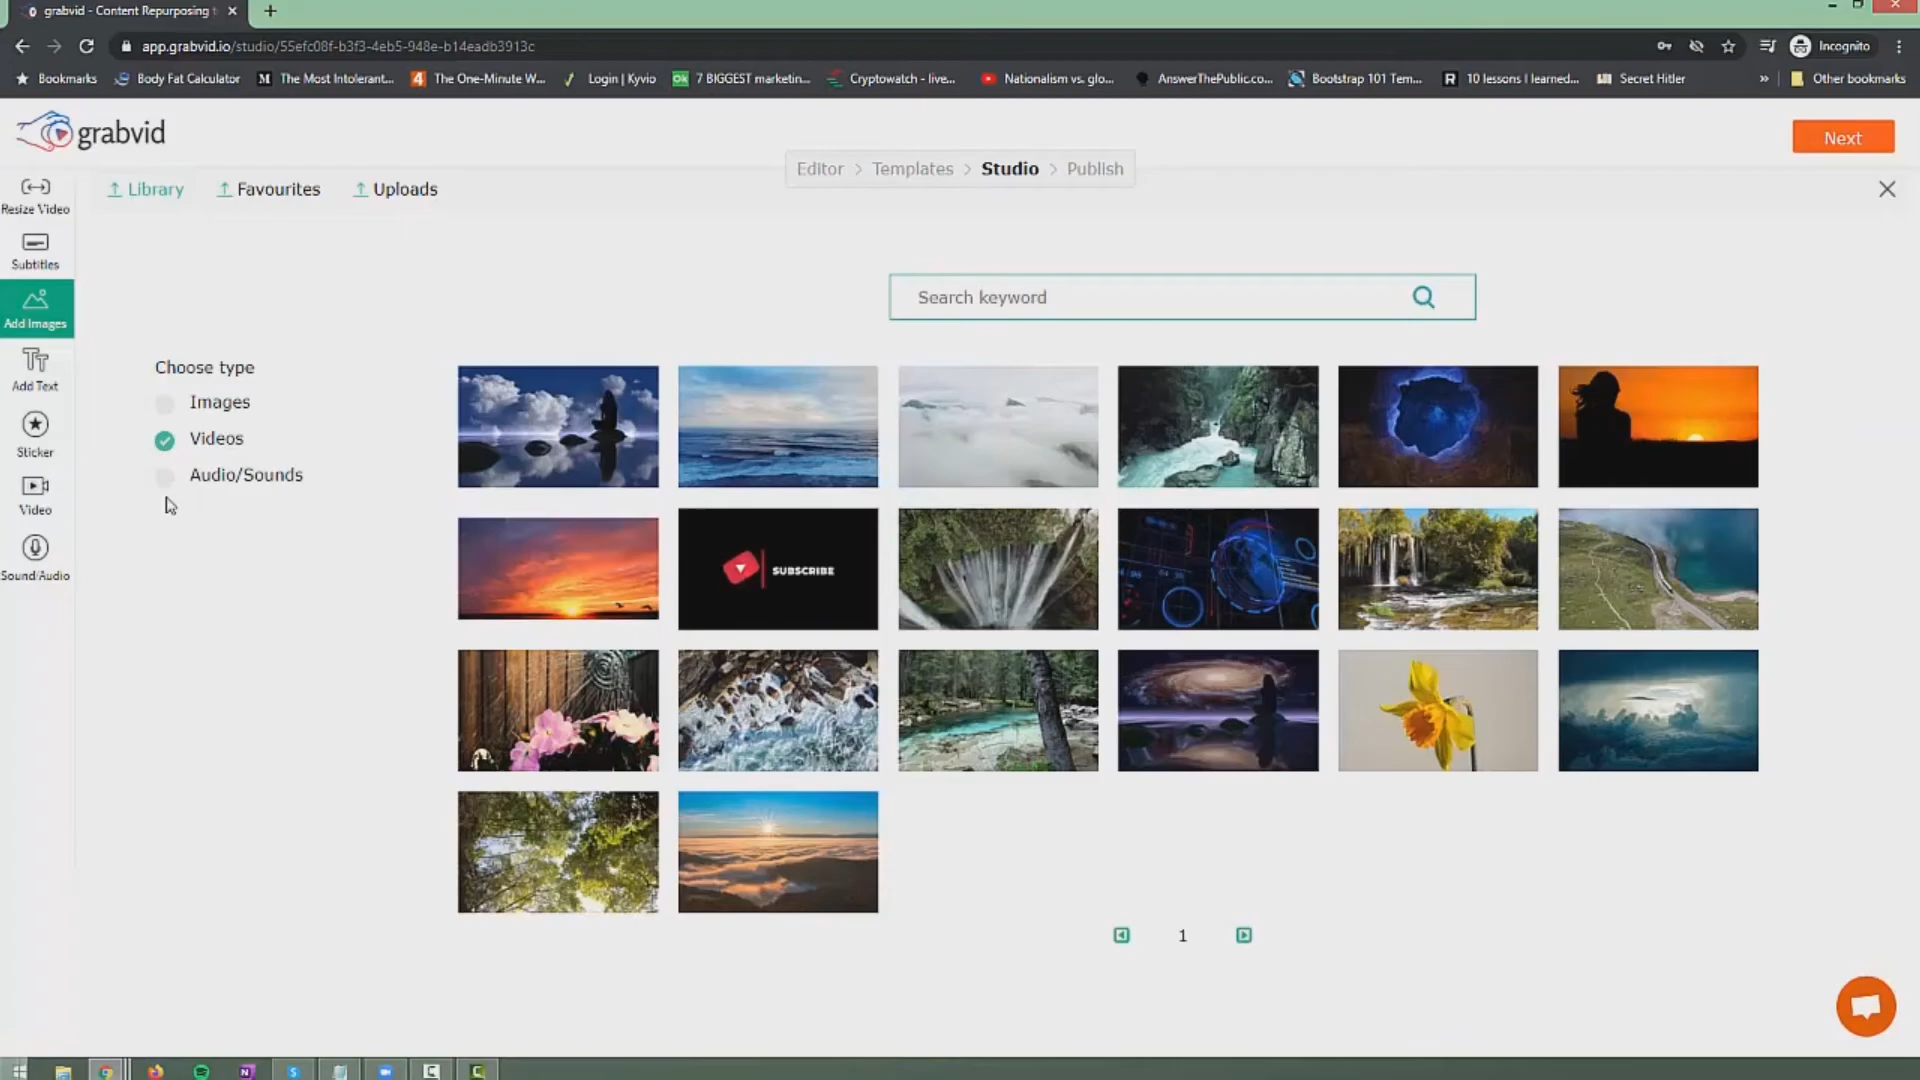 grabvid - Content Repurposing t
app.grabvid.io/studio/55efc08f-b3f3-4eb5-948e-b14eadb3913c
Incognito
Bookmarks
Body Fat Calculator
The Most Intolerant...
The One-Minute W...
Login | Kyvio
7 BIGGEST marketin...
Cryptowatch - live...
Nationalism vs. glo...
AnswerThePublic.co...
Bootstrap 101 Tem...
10 lessons I learned...
Secret Hitler
»
Other bookmarks
grabvid
Next
Editor > Templates > Studio > Publish
Library
Favourites
Uploads
Resize Video
Subtitles
Add Images
Add Text
Sticker
Video
Sound/Audio
Search keyword
Choose type
Images
Videos
Audio/Sounds
SUBSCRIBE
1